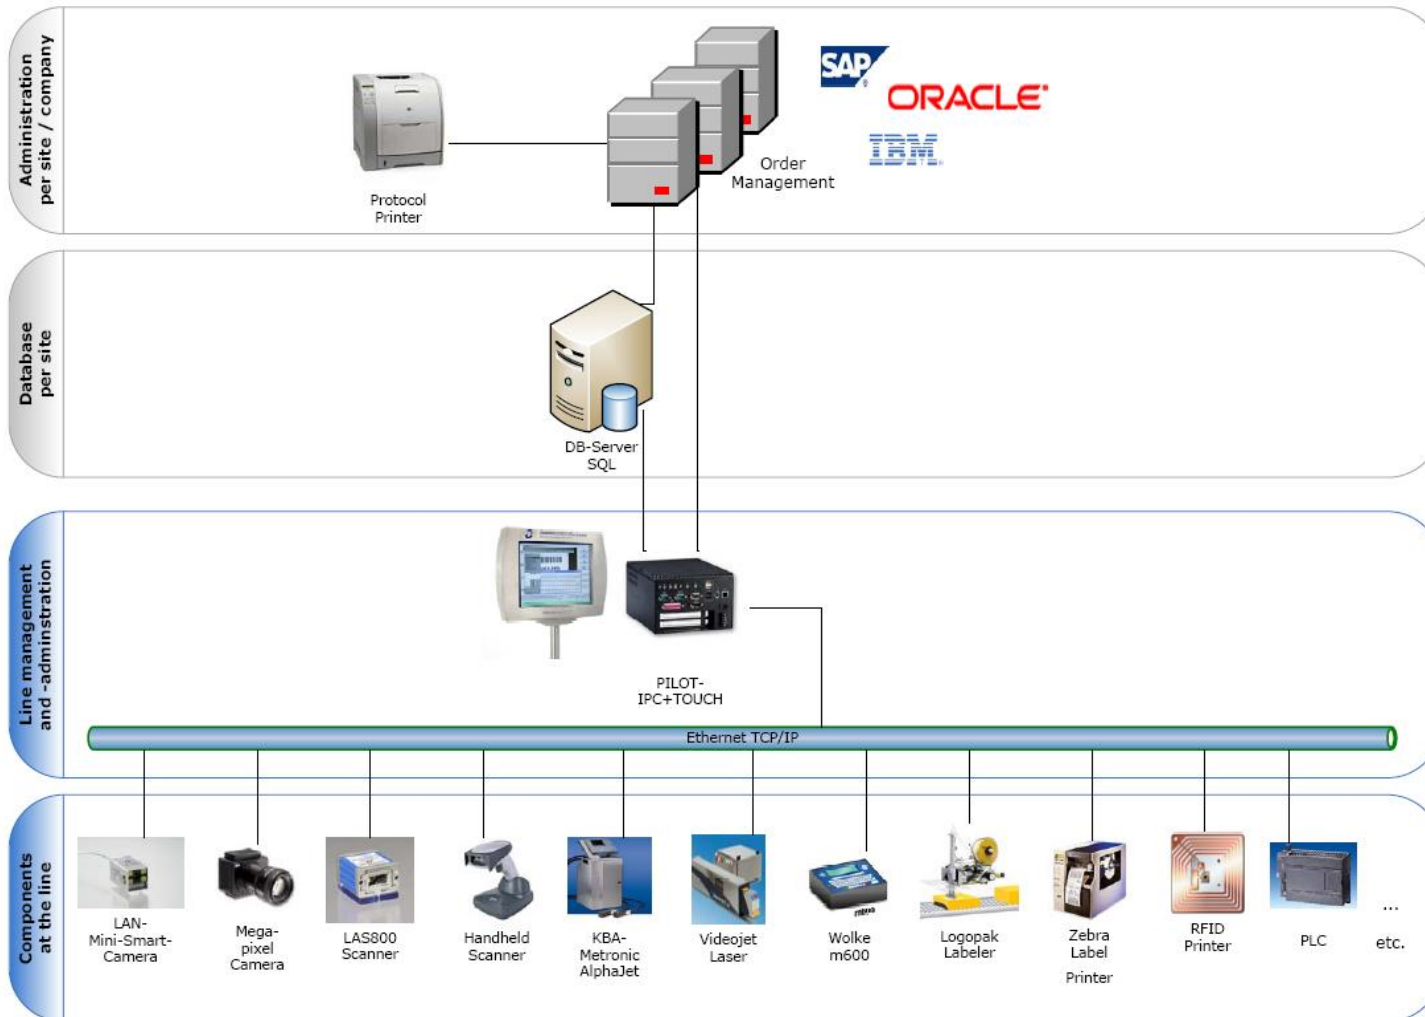 Administration
per site / company
Protocol
Printer
Order
Management
SAP
®
ORACLE®
IBM
Database
per site
DB-Server
SQL
Line management
and -adminstration
PILOT-
IPC+TOUCH
Ethernet TCP/IP
Components
at the line
LAN-
Mini-Smart-
Camera
Mega-
pixel
Camera
LAS800
Scanner
Handheld
Scanner
KBA-
Metronic
AlphaJet
Videojet
Laser
Wolke
m600
Logopak
Labeler
Zebra
Label
Printer
RFID
Printer
PLC
...
etc.